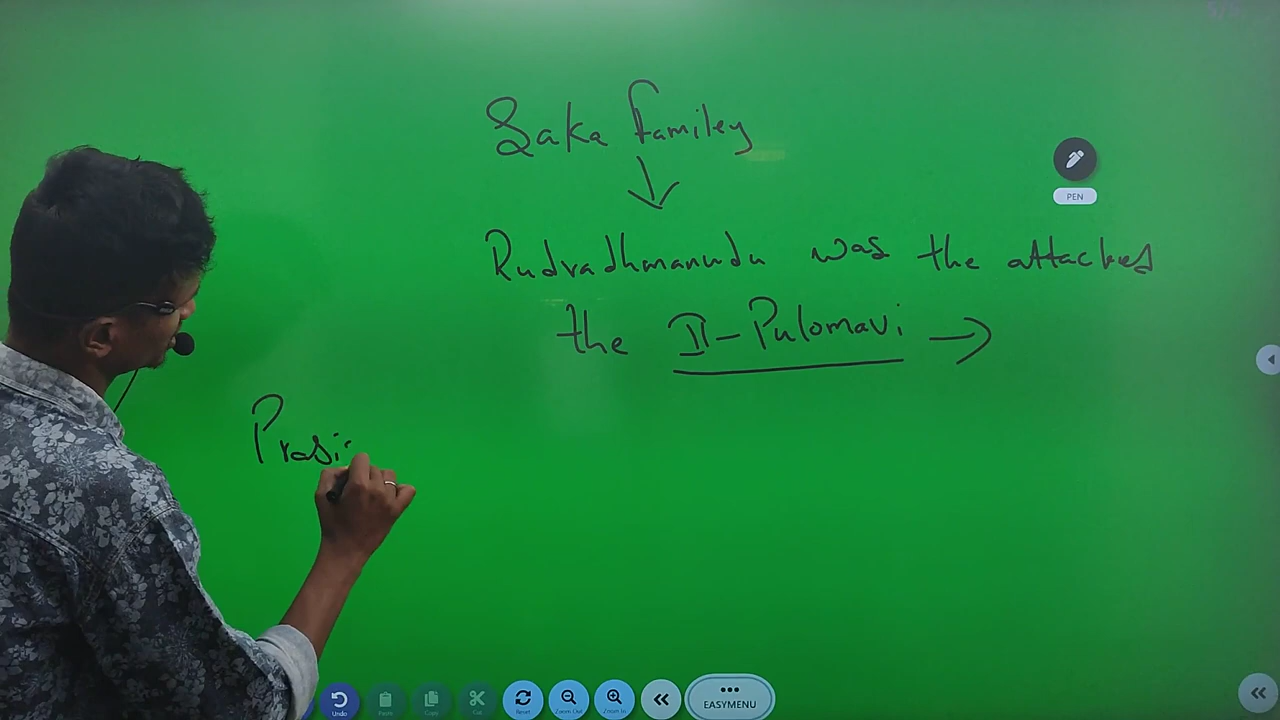 Saka familey
Rudradhmanudu was the attacked
the II-Pulomavi →
Prasi
PEN
Undo
Paste
Copy
Cut
Reset
Zoom Out
Zoom In
EASYMENU